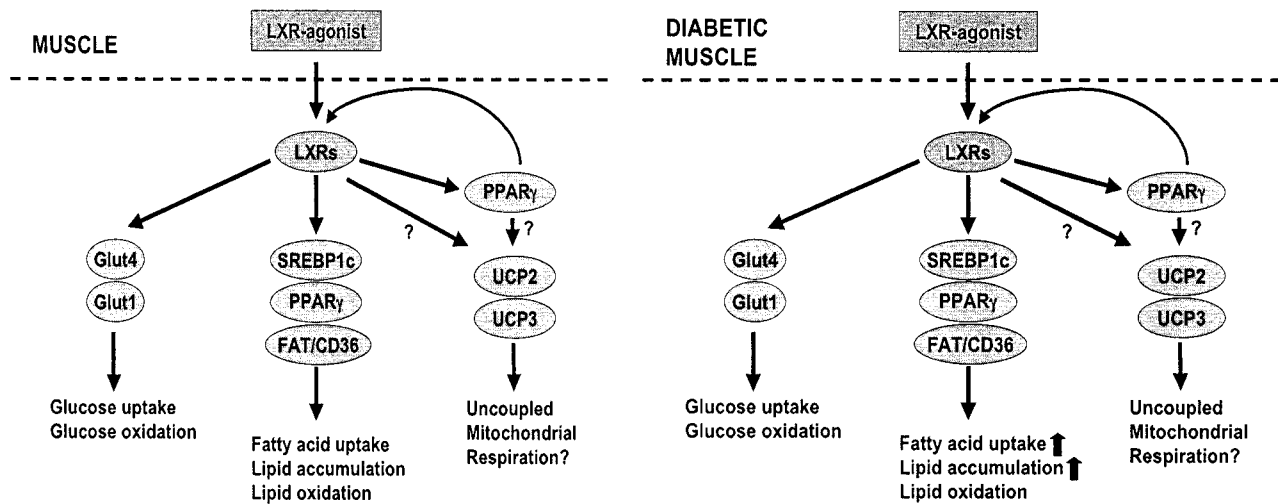 MUSCLE
LXR-agonist
LXRs
PPARγ
?
?
Glut4
Glut1
SREBP1c
PPARγ
FAT/CD36
UCP2
UCP3
Glucose uptake
Glucose oxidation
Fatty acid uptake
Lipid accumulation
Lipid oxidation
Uncoupled
Mitochondrial
Respiration?
DIABETIC
MUSCLE
LXR-agonist
LXRs
PPARγ
?
?
Glut4
Glut1
SREBP1c
PPARγ
FAT/CD36
UCP2
UCP3
Glucose uptake
Glucose oxidation
Fatty acid uptake
Lipid accumulation
Lipid oxidation
Uncoupled
Mitochondrial
Respiration?